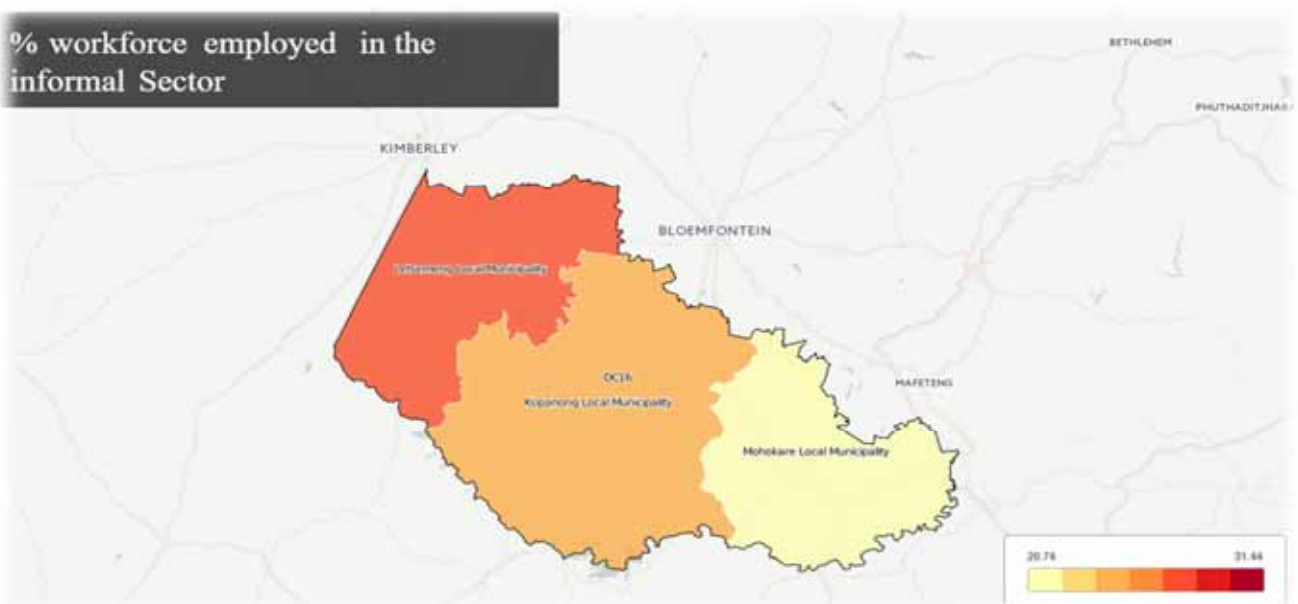 % workforce employed in the
informal Sector
BETHLEHEM
PHUTHADITJHABA
KIMBERLEY
BLOEMFONTEIN
Letsemeng Local Municipality
DC16
Kopanong Local Municipality
MAFETENG
Mohokare Local Municipality
20.74 31.44